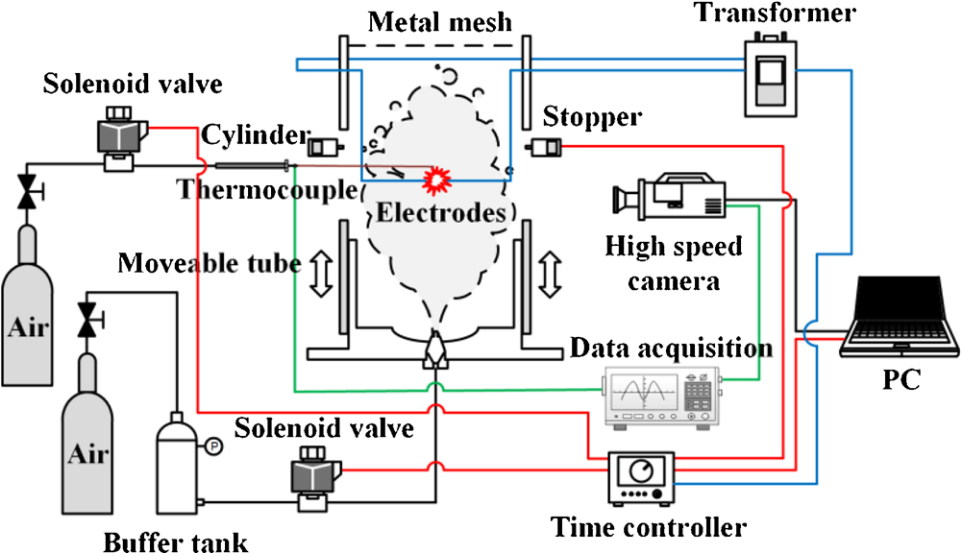 Transformer
Metal mesh
Solenoid valve
Stopper
Cylinder
Thermocouple
Electrodes
High speed
camera
Moveable tube
Air
Data acquisition
PC
Solenoid valve
P
Air
Time controller
Buffer tank